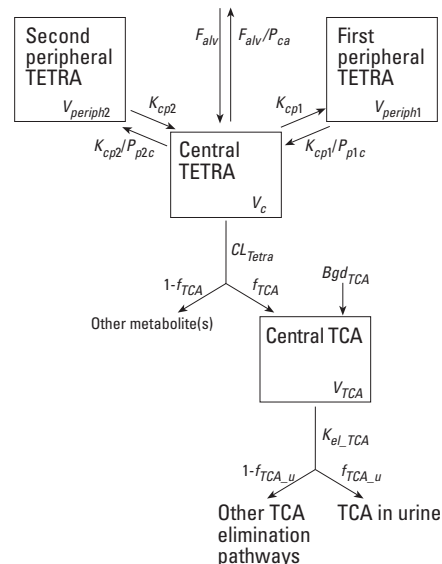 Second
peripheral
TETRA
V_periph2
F_alv
F_alv/P_ca
First
peripheral
TETRA
V_periph1
K_cp2
K_cp1
K_cp2/P_p2c
K_cp1/P_p1c
Central
TETRA
V_c
CL_Tetra
1-f_TCA
f_TCA
Bgd_TCA
Other metabolite(s)
Central TCA
V_TCA
K_el_TCA
1-f_TCA_u
f_TCA_u
Other TCA
elimination
pathways
TCA in urine